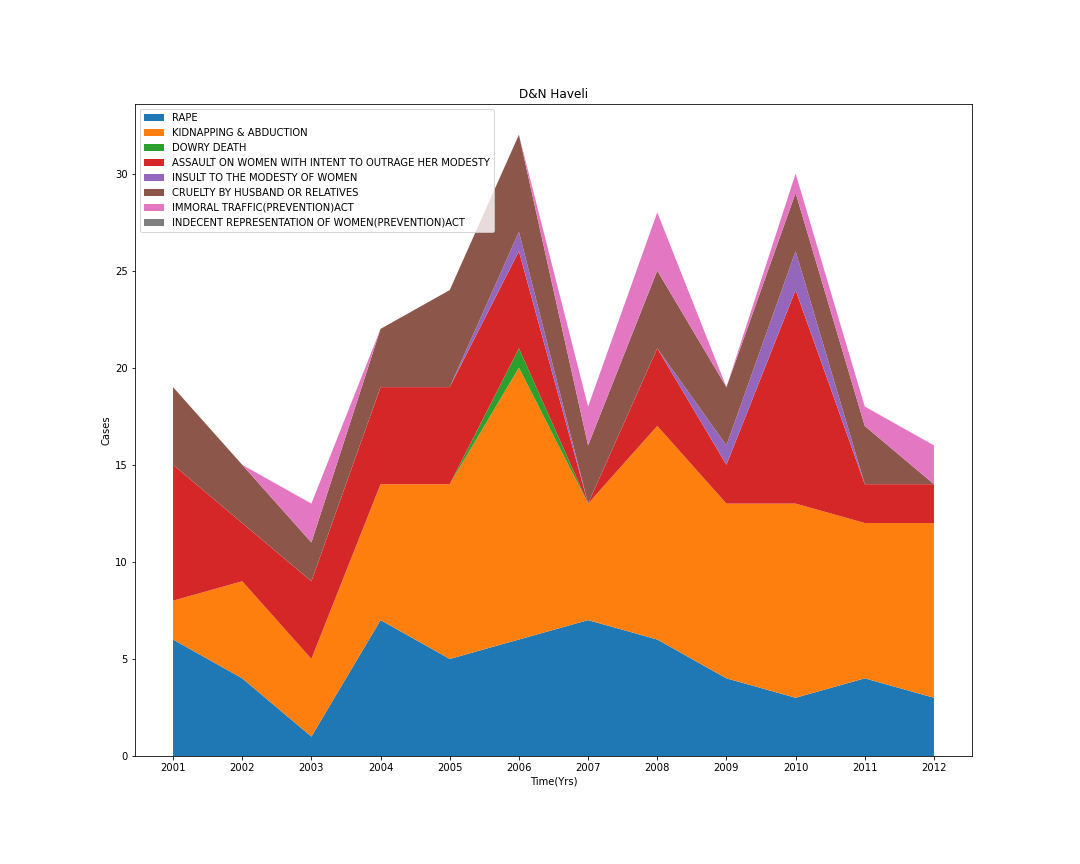 D&N Haveli
RAPE
KIDNAPPING & ABDUCTION
DOWRY DEATH
ASSAULT ON WOMEN WITH INTENT TO OUTRAGE HER MODESTY
INSULT TO THE MODESTY OF WOMEN
CRUELTY BY HUSBAND OR RELATIVES
IMMORAL TRAFFIC(PREVENTION)ACT
INDECENT REPRESENTATION OF WOMEN(PREVENTION)ACT
30
25
20
15
10
5
0
Cases
2001 2002 2003 2004 2005 2006 2007 2008 2009 2010 2011 2012
Time(Yrs)